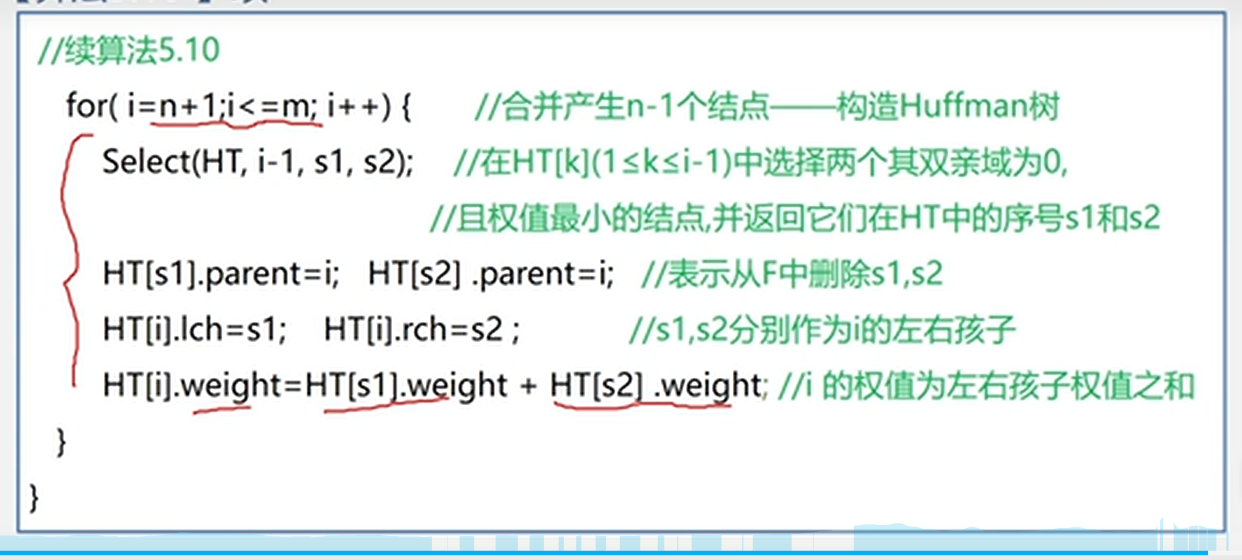 //续算法5.10
for( i=n+1;i<=m; i++) { //合并产生n-1个结点——构造Huffman树
Select(HT, i-1, s1, s2); //在HT[k](1≤k≤i-1)中选择两个其双亲域为0,
//且权值最小的结点,并返回它们在HT中的序号s1和s2
HT[s1].parent=i; HT[s2] .parent=i; //表示从F中删除s1,s2
HT[i].lch=s1; HT[i].rch=s2 ; //s1,s2分别作为i的左右孩子
HT[i].weight=HT[s1].weight + HT[s2] .weight; //i 的权值为左右孩子权值之和
}
}